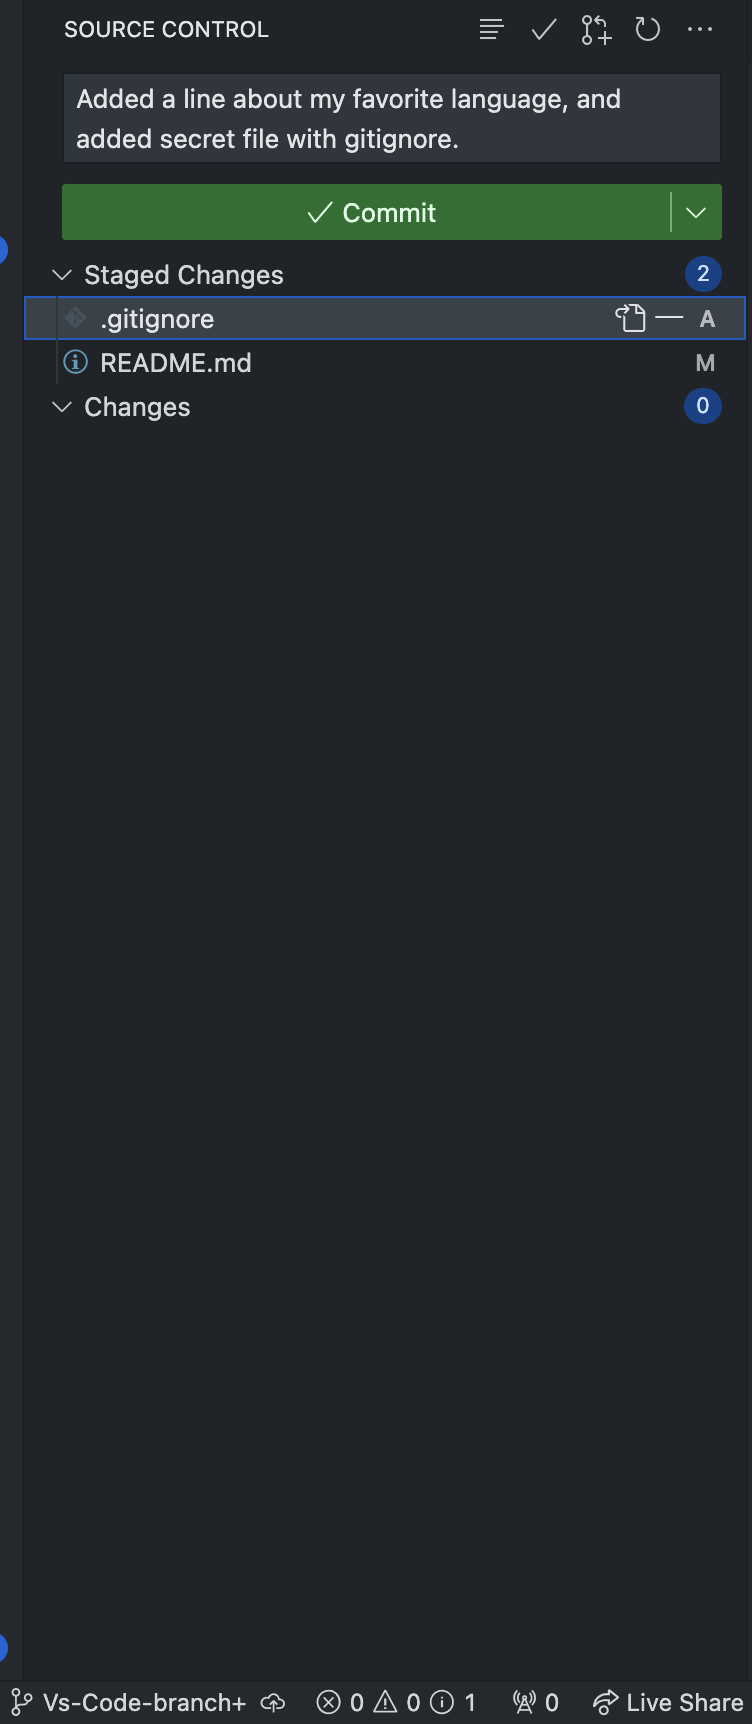 SOURCE CONTROL
Added a line about my favorite language, and
added secret file with gitignore.
Commit
Staged Changes 2
.gitignore A
README.md M
Changes 0
Vs-Code-branch+ 0 0 1 0 Live Share